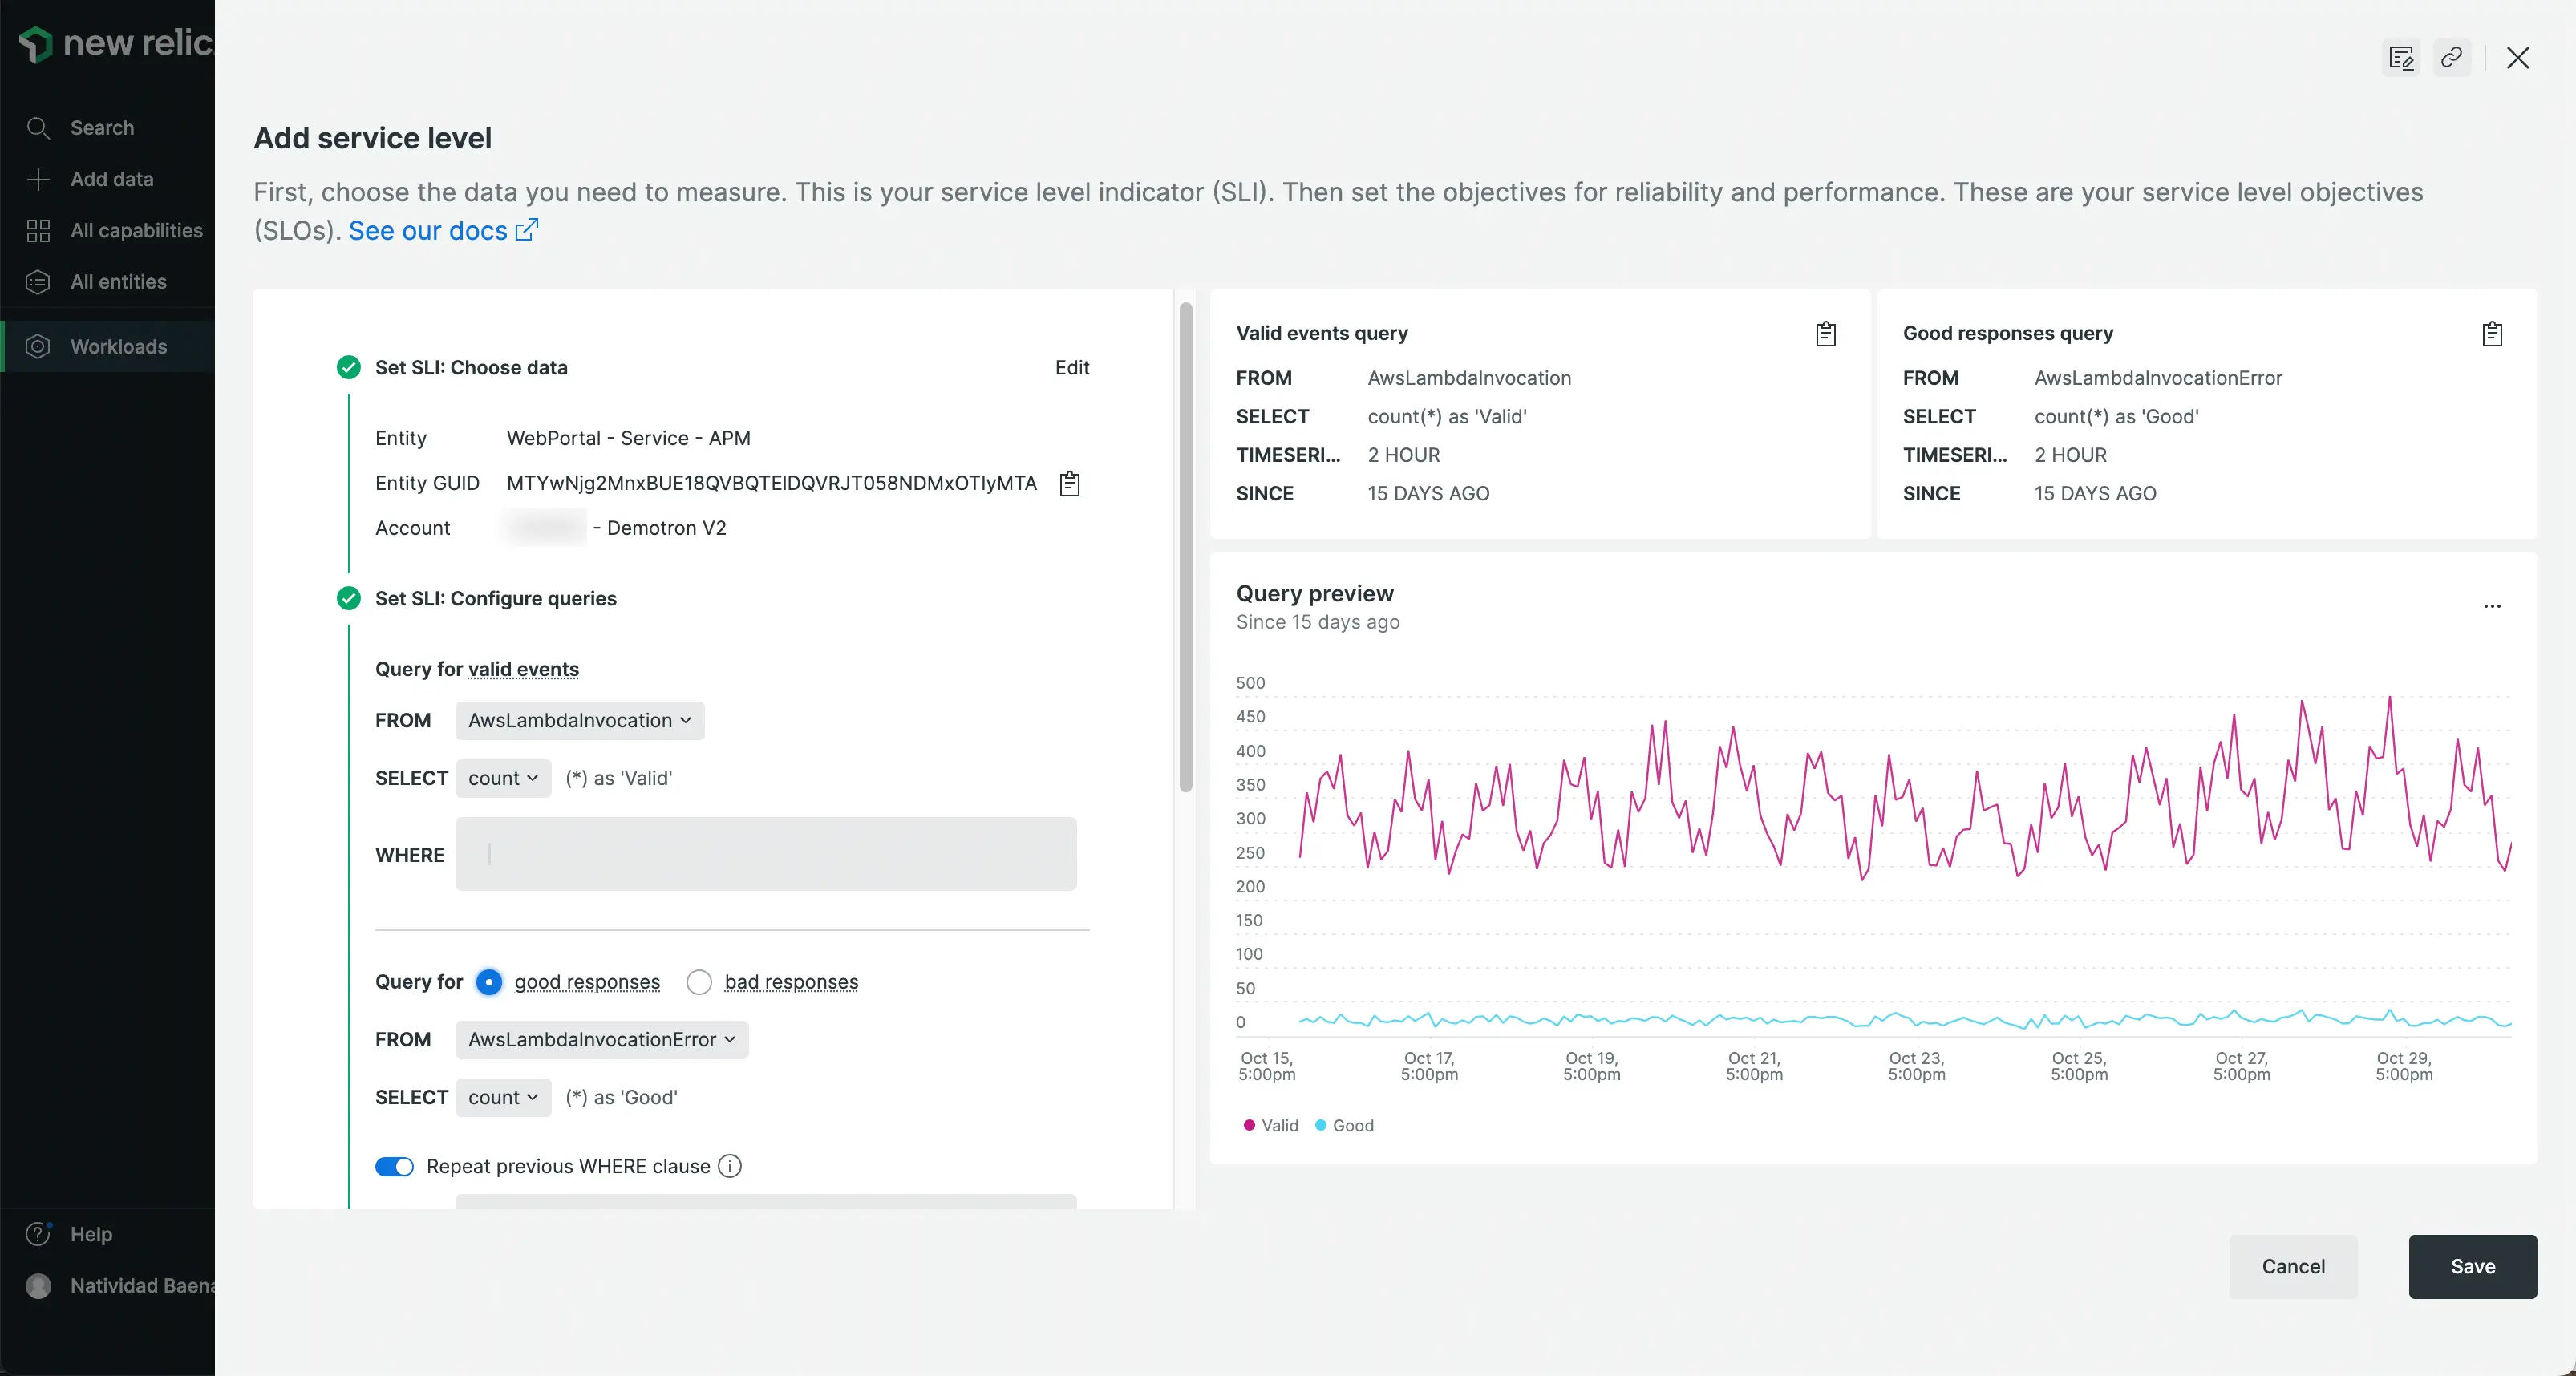 new relic.
Search
Add data
All capabilities
All entities
Workloads
Help
Natividad Baena
Add service level
First, choose the data you need to measure. This is your service level indicator (SLI). Then set the objectives for reliability and performance. These are your service level objectives
(SLOs). See our docs
Set SLI: Choose data
Edit
Entity WebPortal - Service - APM
Entity GUID MTYwNjg2MnxBUE18QVBQTElDQVRJT058NDMxOTIyMTA
Account - Demotron V2
Set SLI: Configure queries
Query for valid events
FROM AwsLambdaInvocation
SELECT count (*) as 'Valid'
WHERE
Query for good responses bad responses
FROM AwsLambdaInvocationError
SELECT count (*) as 'Good'
Repeat previous WHERE clause
Valid events query
FROM AwsLambdaInvocation
SELECT count(*) as 'Valid'
TIMESERI... 2 HOUR
SINCE 15 DAYS AGO
Good responses query
FROM AwsLambdaInvocationError
SELECT count(*) as 'Good'
TIMESERI... 2 HOUR
SINCE 15 DAYS AGO
Query preview
Since 15 days ago
500
450
400
350
300
250
200
150
100
50
0
Oct 15, Oct 17, Oct 19, Oct 21, Oct 23, Oct 25, Oct 27, Oct 29,
5:00pm 5:00pm 5:00pm 5:00pm 5:00pm 5:00pm 5:00pm 5:00pm
Valid Good
Cancel
Save